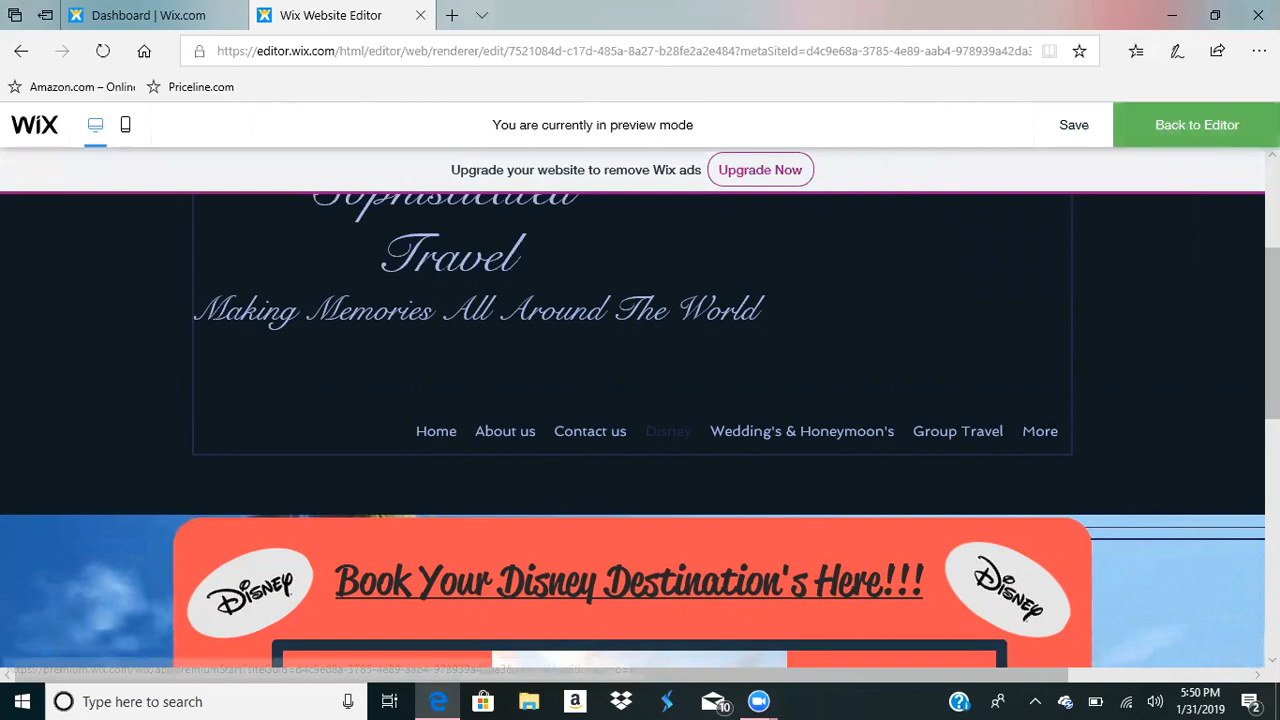 Dashboard | Wix.com
Wix Website Editor
https://editor.wix.com/html/editor/web/renderer/edit/7521084d-c17d-485a-8a27-b28fe2a2e484?metaSiteId=d4c9e68a-3785-4e89-aab4-978939a42da3
Amazon.com – Online
Priceline.com
WiX
You are currently in preview mode
Save
Back to Editor
Upgrade your website to remove Wix ads
Upgrade Now
Sophisticated
Travel
Making Memories All Around The World
Home
About us
Contact us
Disney
Wedding's & Honeymoon's
Group Travel
More
Disney
Book Your Disney Destination's Here!!!
Disney
Type here to search
10
5:50 PM
1/31/2019
2